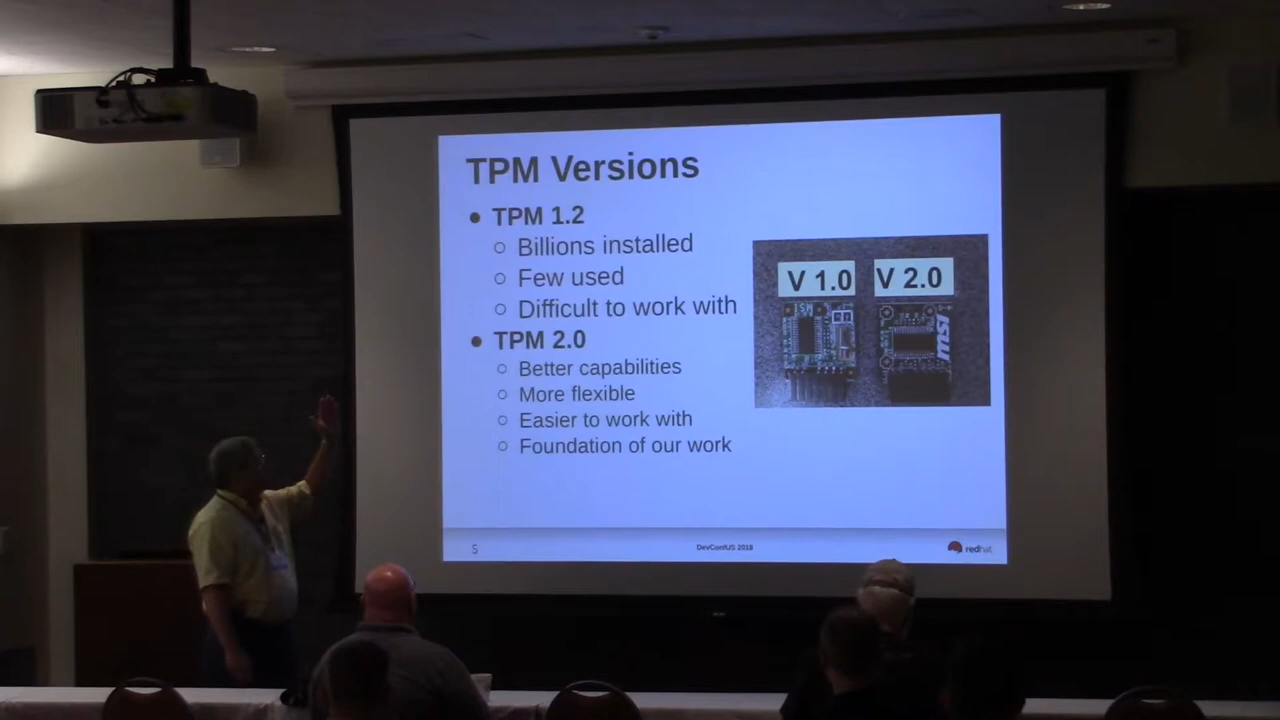 TPM Versions
● TPM 1.2
○ Billions installed
○ Few used
○ Difficult to work with
● TPM 2.0
○ Better capabilities
○ More flexible
○ Easier to work with
○ Foundation of our work
V 1.0
V 2.0
msi
5
DevConfUS 2018
redhat